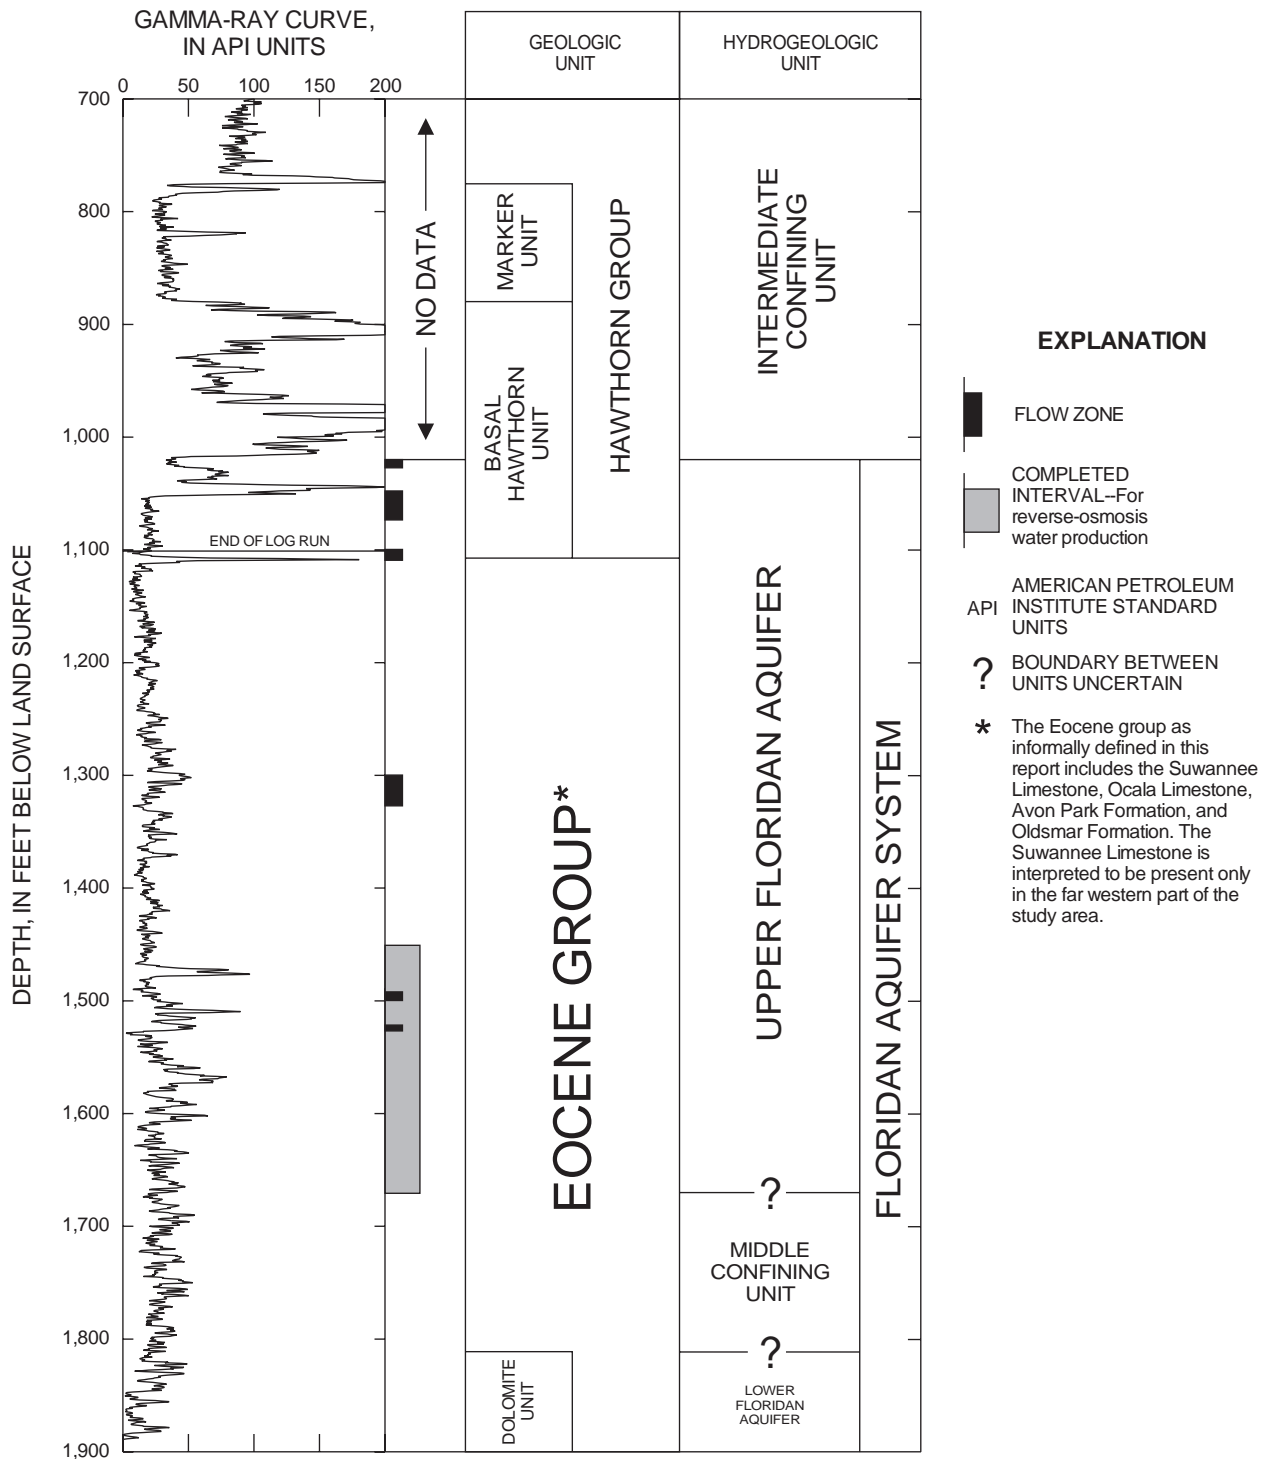 GAMMA-RAY CURVE,
IN API UNITS
GEOLOGIC
UNIT
HYDROGEOLOGIC
UNIT
0 50 100 150 200
DEPTH, IN FEET BELOW LAND SURFACE
700
800
900
1,000
1,100
1,200
1,300
1,400
1,500
1,600
1,700
1,800
1,900
END OF LOG RUN
NO DATA
MARKER
UNIT
BASAL
HAWTHORN
UNIT
HAWTHORN GROUP
EOCENE GROUP*
DOLOMITE
UNIT
INTERMEDIATE
CONFINING
UNIT
UPPER FLORIDAN AQUIFER
?
MIDDLE
CONFINING
UNIT
?
LOWER
FLORIDAN
AQUIFER
FLORIDAN AQUIFER SYSTEM
EXPLANATION
FLOW ZONE
COMPLETED
INTERVAL--For
reverse-osmosis
water production
API AMERICAN PETROLEUM
INSTITUTE STANDARD
UNITS
? BOUNDARY BETWEEN
UNITS UNCERTAIN
* The Eocene group as
informally defined in this
report includes the Suwannee
Limestone, Ocala Limestone,
Avon Park Formation, and
Oldsmar Formation. The
Suwannee Limestone is
interpreted to be present only
in the far western part of the
study area.